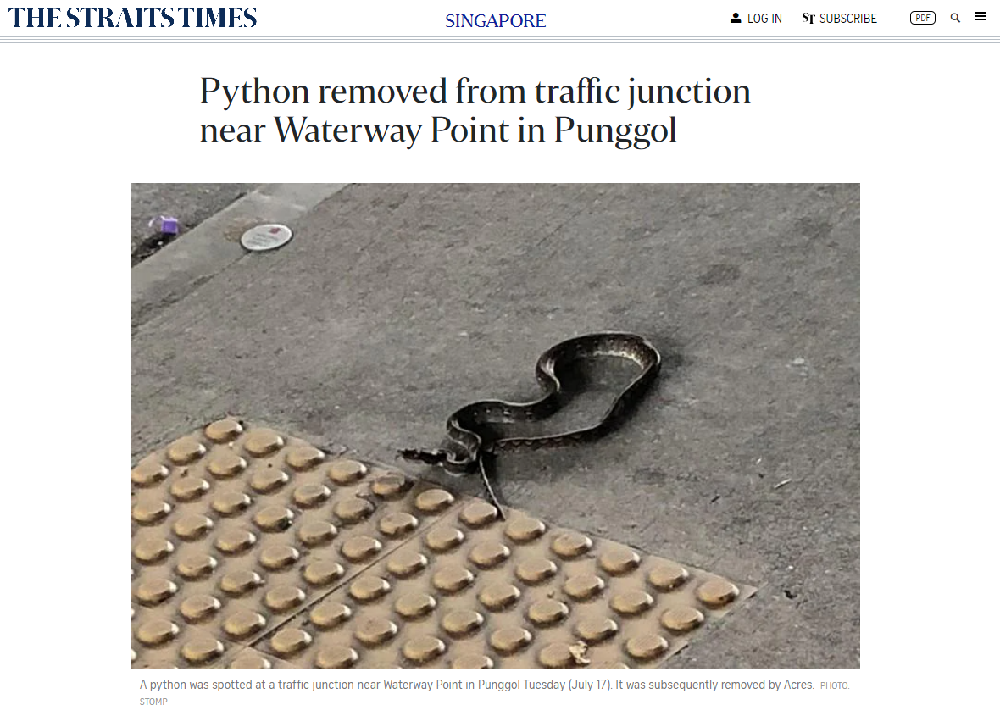 THE STRAITS TIMES
SINGAPORE
LOG IN
ST SUBSCRIBE
PDF
Python removed from traffic junction
near Waterway Point in Punggol
A python was spotted at a traffic junction near Waterway Point in Punggol Tuesday (July 17). It was subsequently removed by Acres. PHOTO:
STOMP